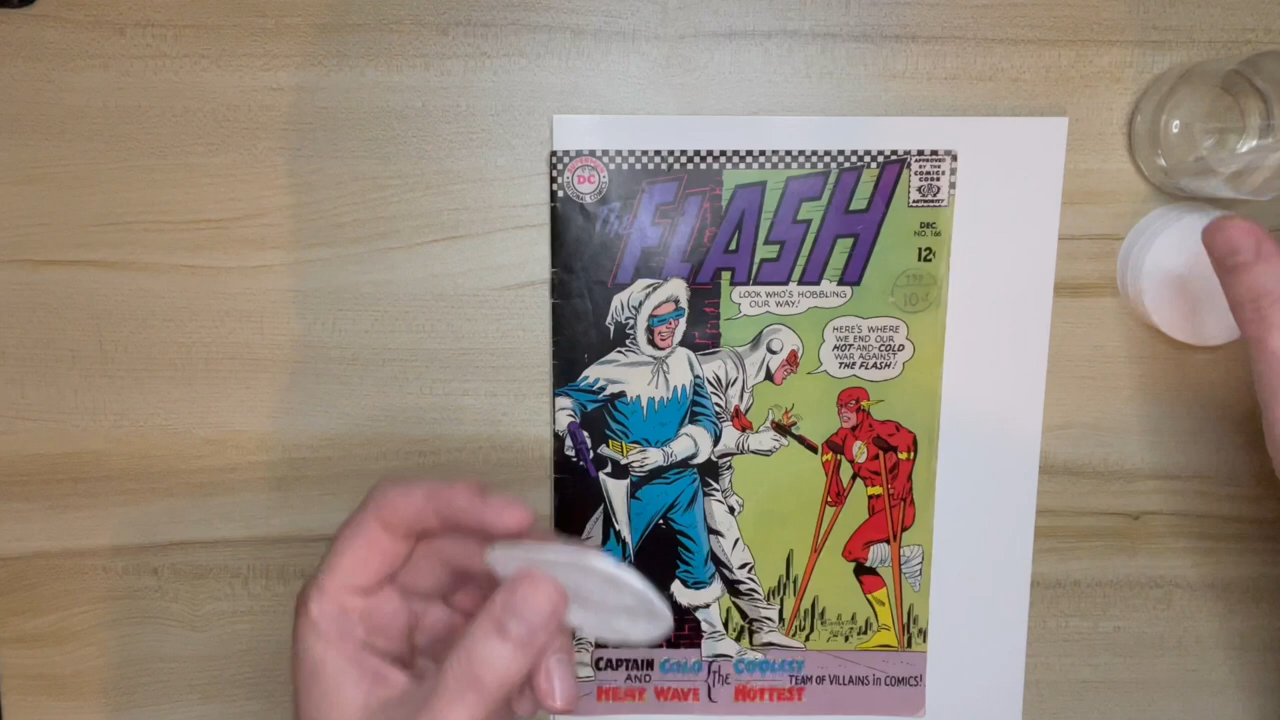 SUPERMAN
DC
NATIONAL COMICS
The FLASH
APPROVED
BY THE
COMICS
CODE
AUTHORITY
DEC.
NO. 166
12¢
10d
LOOK WHO'S HOBBLING
OUR WAY!
HERE'S WHERE
WE END OUR
HOT-AND-COLD
WAR AGAINST
THE FLASH!
CAPTAIN COLD
AND
HEAT WAVE
the
COOLEST
HOTTEST
TEAM OF VILLAINS in COMICS!